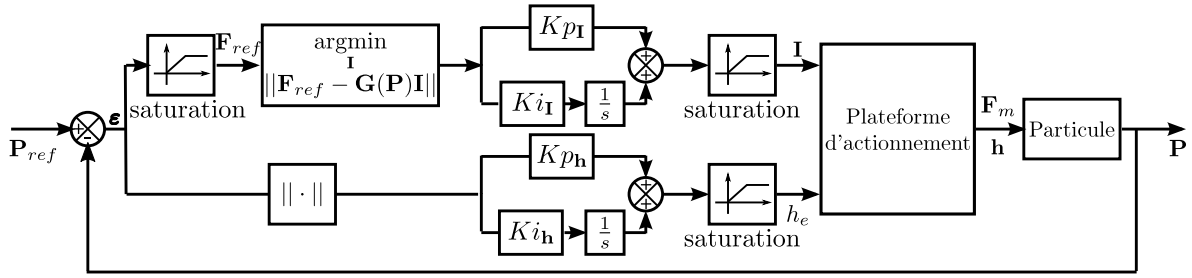 P_ref
+
-
ε
saturation
F_ref
argmin
I
||F_ref − G(P)I||
Kp_I
Ki_I
1/s
+
+
saturation
I
|| · ||
Kp_h
Ki_h
1/s
+
+
saturation
h_e
Plateforme
d'actionnement
F_m
h
Particule
P